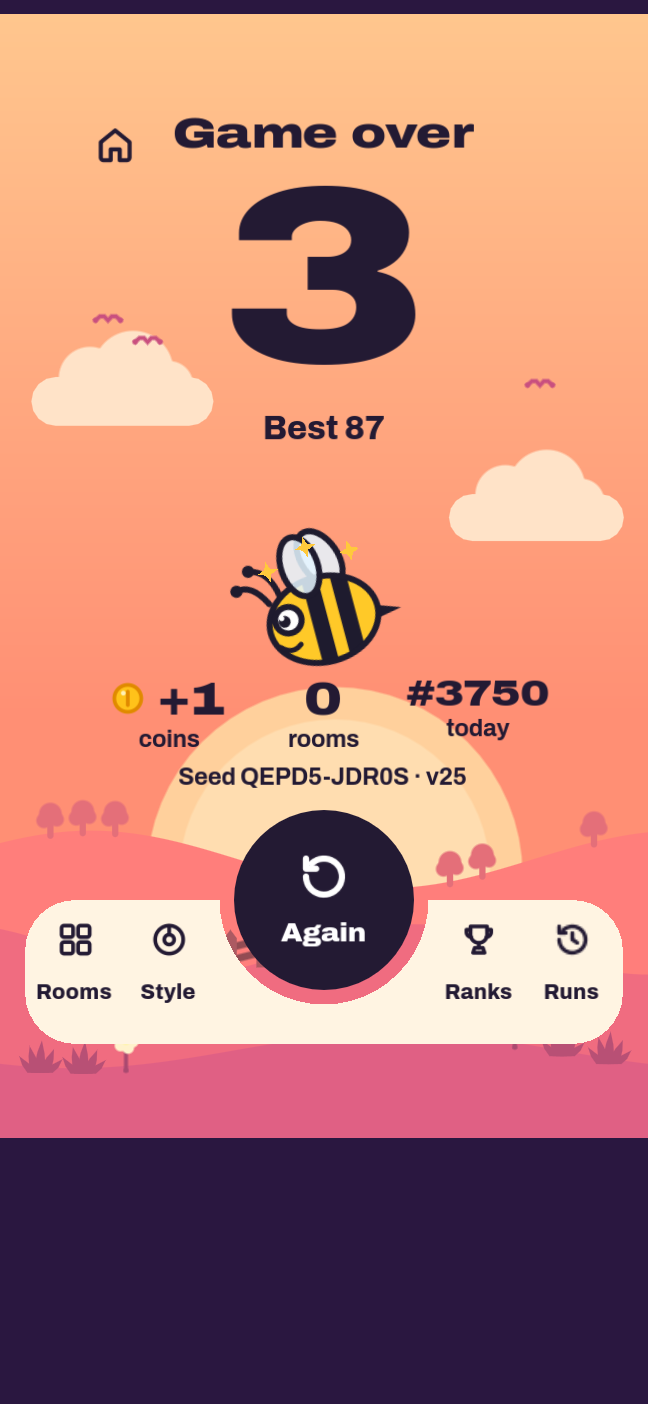 Game over
3
Best 87
+1
coins
0
rooms
#3750
today
Seed QEPD5-JDR0S · v25
Again
Rooms
Style
Ranks
Runs